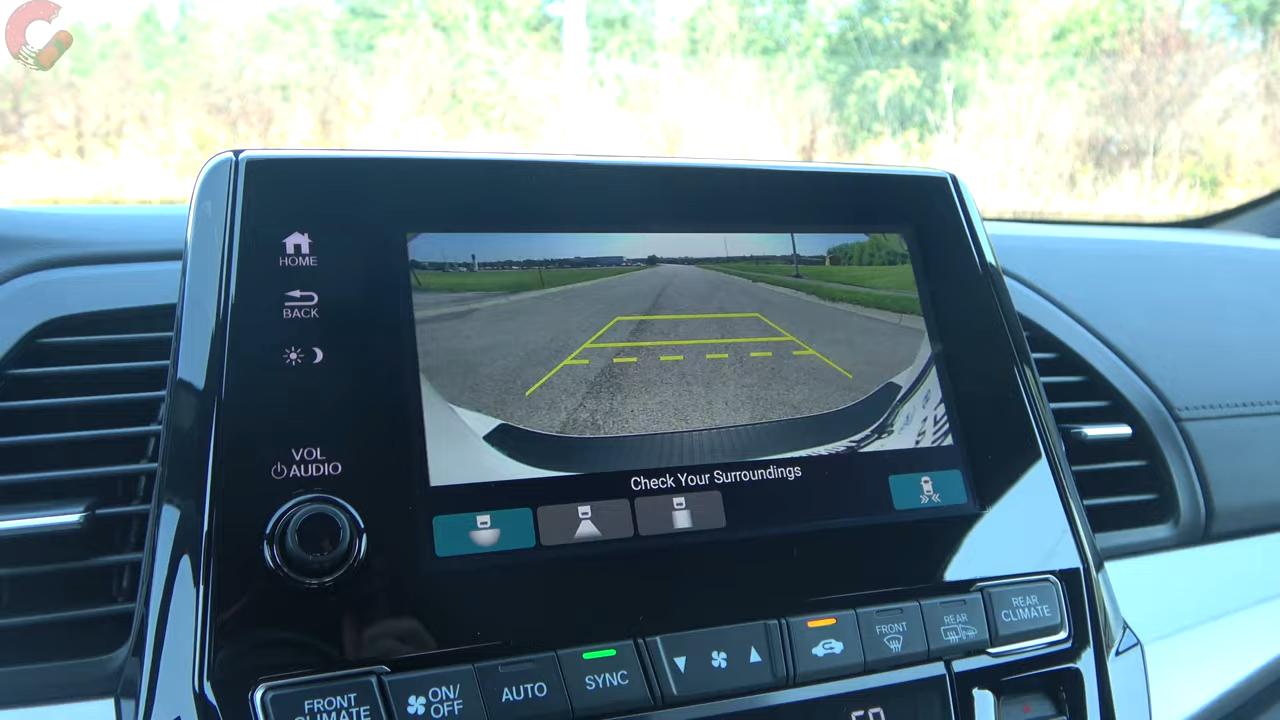 HOME
BACK
VOL
AUDIO
Check Your Surroundings
FRONT
CLIMATE
ON/
OFF
AUTO
SYNC
FRONT
REAR
REAR
CLIMATE